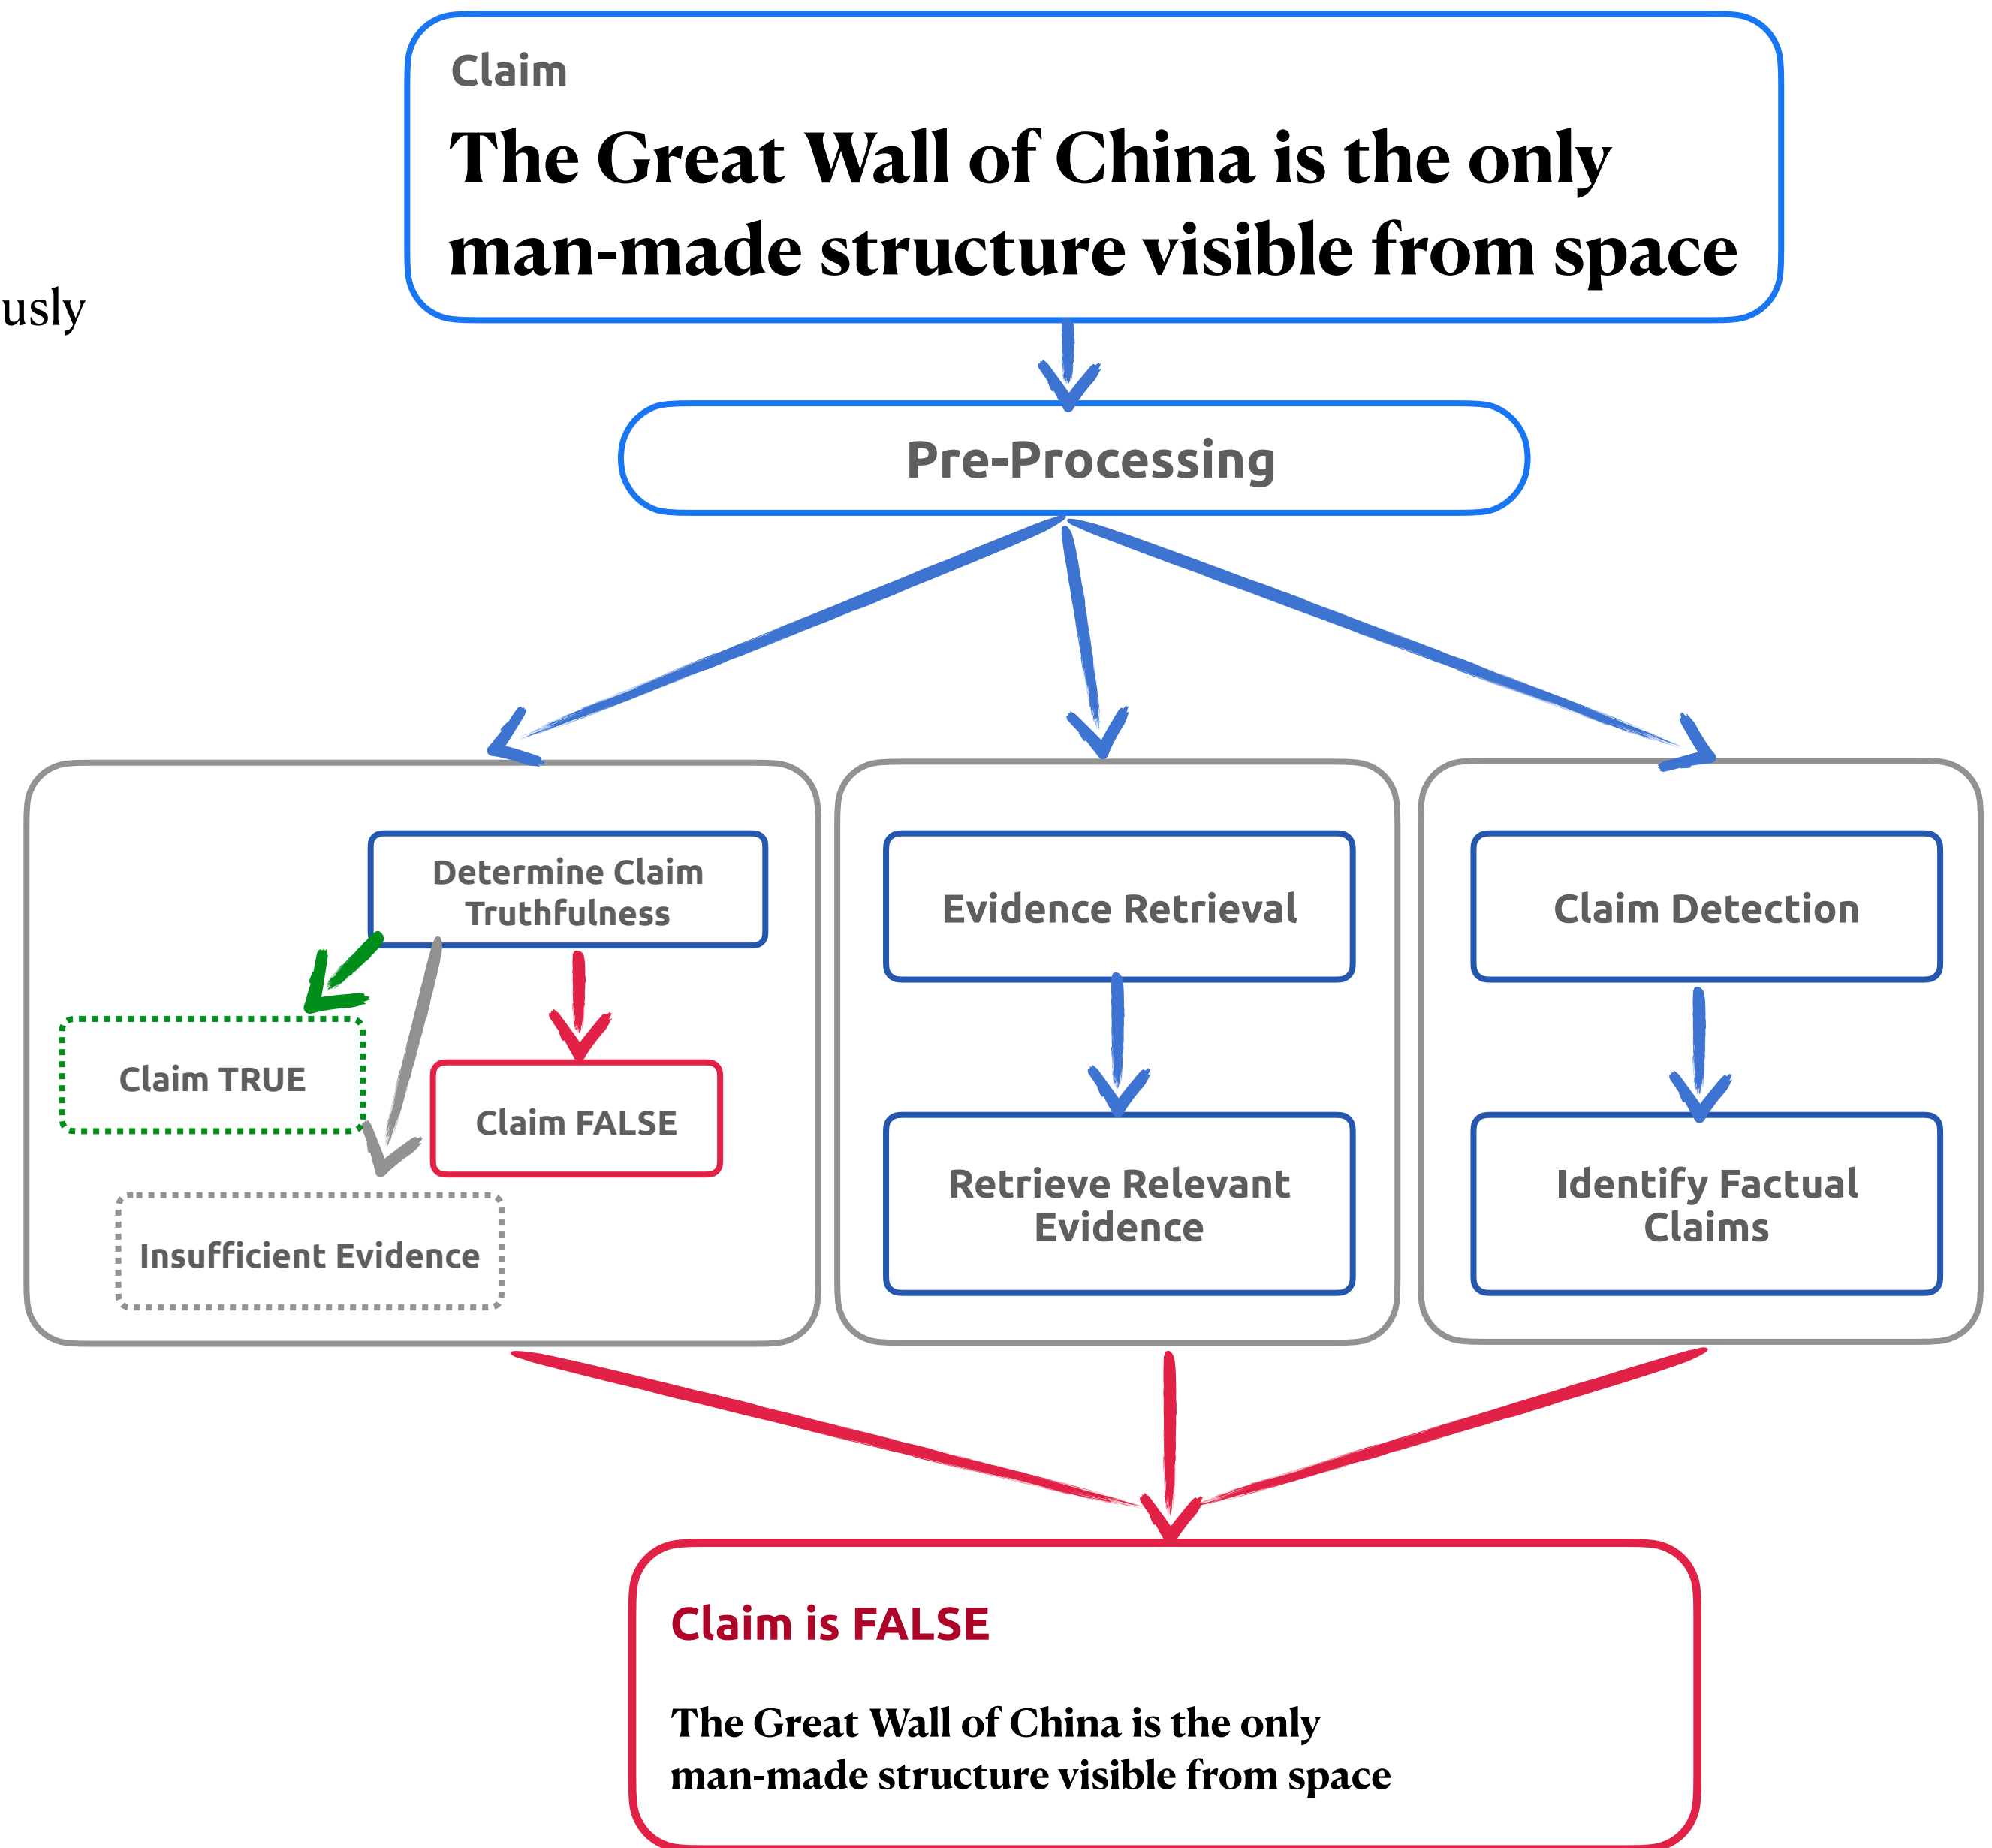 Claim
The Great Wall of China is the only
man-made structure visible from space
usly
Pre-Processing
Determine Claim
Truthfulness
Claim TRUE
Claim FALSE
Insufficient Evidence
Evidence Retrieval
Retrieve Relevant
Evidence
Claim Detection
Identify Factual
Claims
Claim is FALSE
The Great Wall of China is the only
man-made structure visible from space